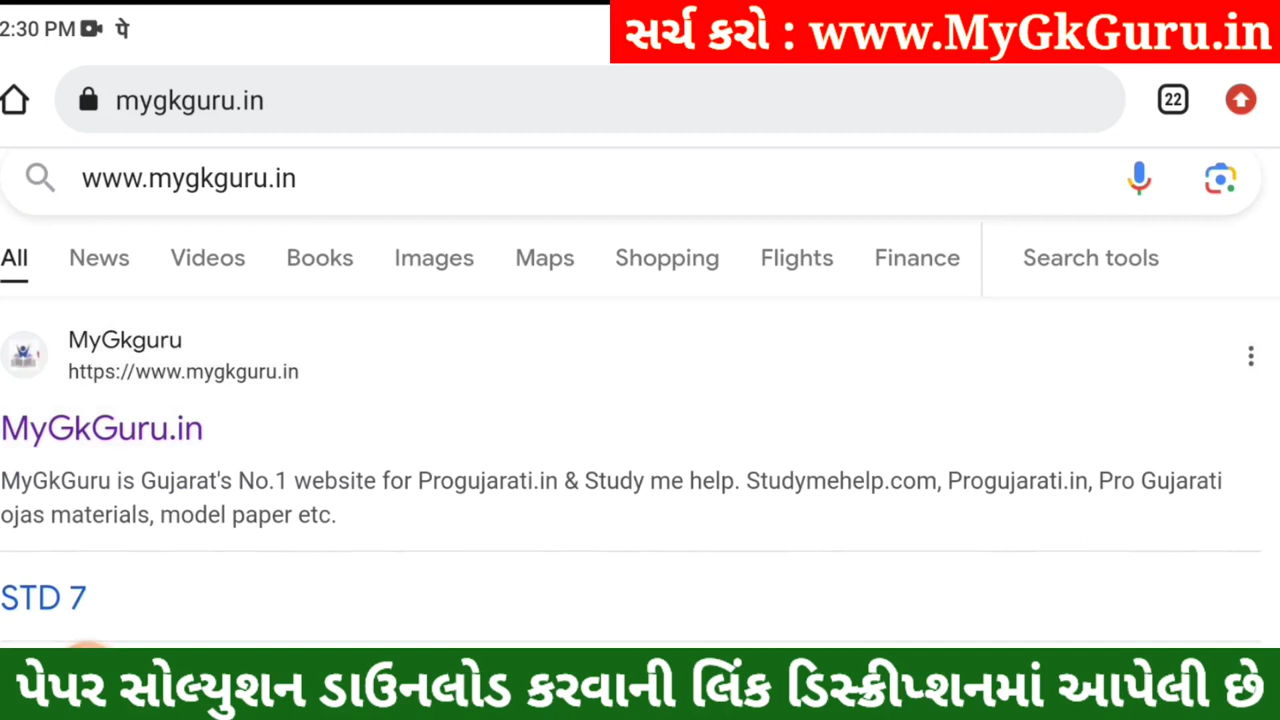 2:30 PM पे
સર્ચ કરો : www.MyGkGuru.in
mygkguru.in
22
www.mygkguru.in
All News Videos Books Images Maps Shopping Flights Finance Search tools
MyGkguru
https://www.mygkguru.in
MyGkGuru.in
MyGkGuru is Gujarat's No.1 website for Progujarati.in & Study me help. Studymehelp.com, Progujarati.in, Pro Gujarati
ojas materials, model paper etc.
STD 7
પેપર સોલ્યુશન ડાઉનલોડ કરવાની લિંક ડિસ્ક્રીપ્શનમાં આપેલી છે